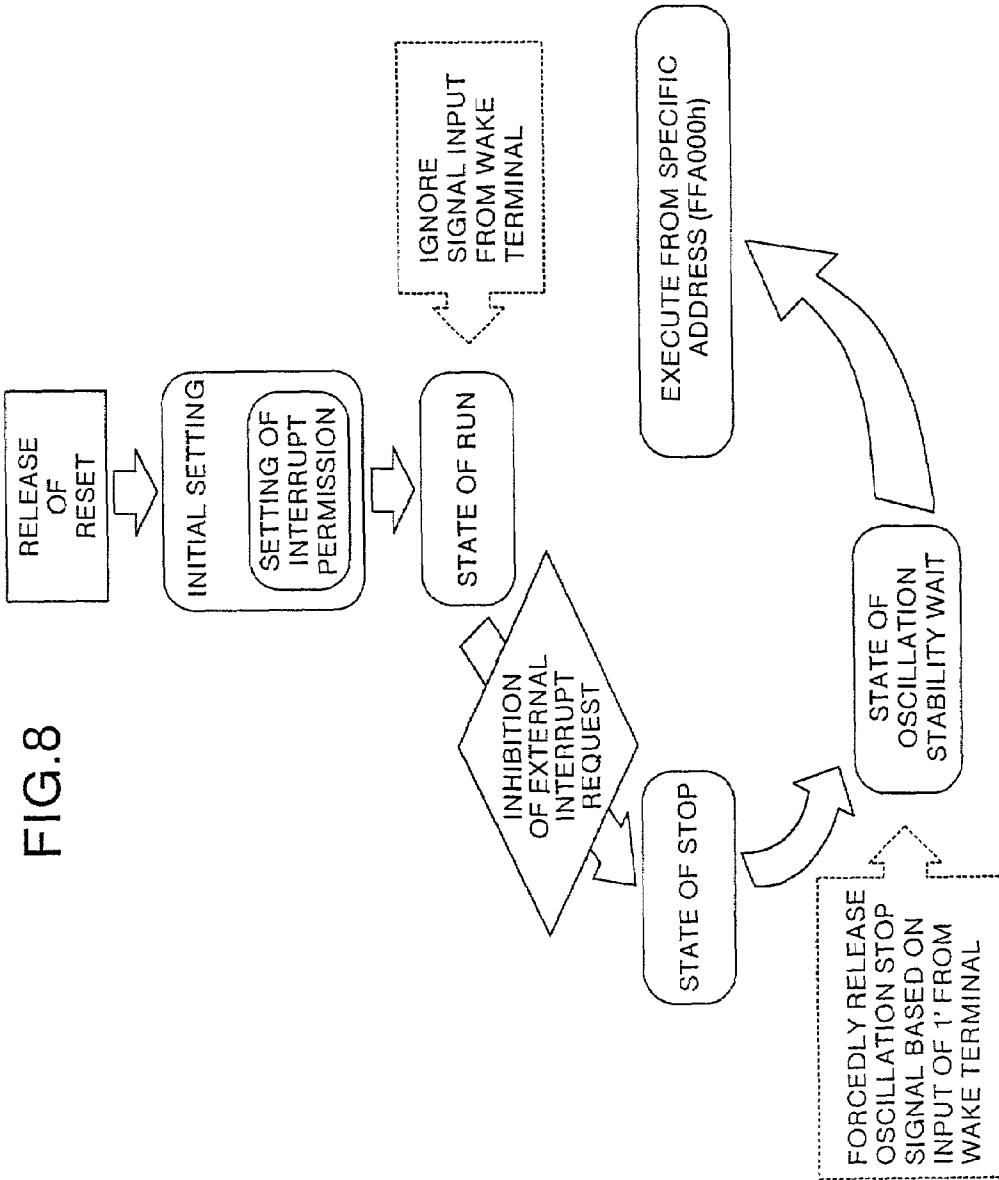 FIG.8
RELEASE
OF
RESET
INITIAL SETTING
SETTING OF
INTERRUPT
PERMISSION
STATE OF RUN
IGNORE
SIGNAL INPUT
FROM WAKE
TERMINAL
INHIBITION
OF EXTERNAL
INTERRUPT
REQUEST
STATE OF STOP
FORCEDLY RELEASE
OSCILLATION STOP
SIGNAL BASED ON
INPUT OF 1' FROM
WAKE TERMINAL
STATE OF
OSCILLATION
STABILITY WAIT
EXECUTE FROM SPECIFIC
ADDRESS (FFA000h)